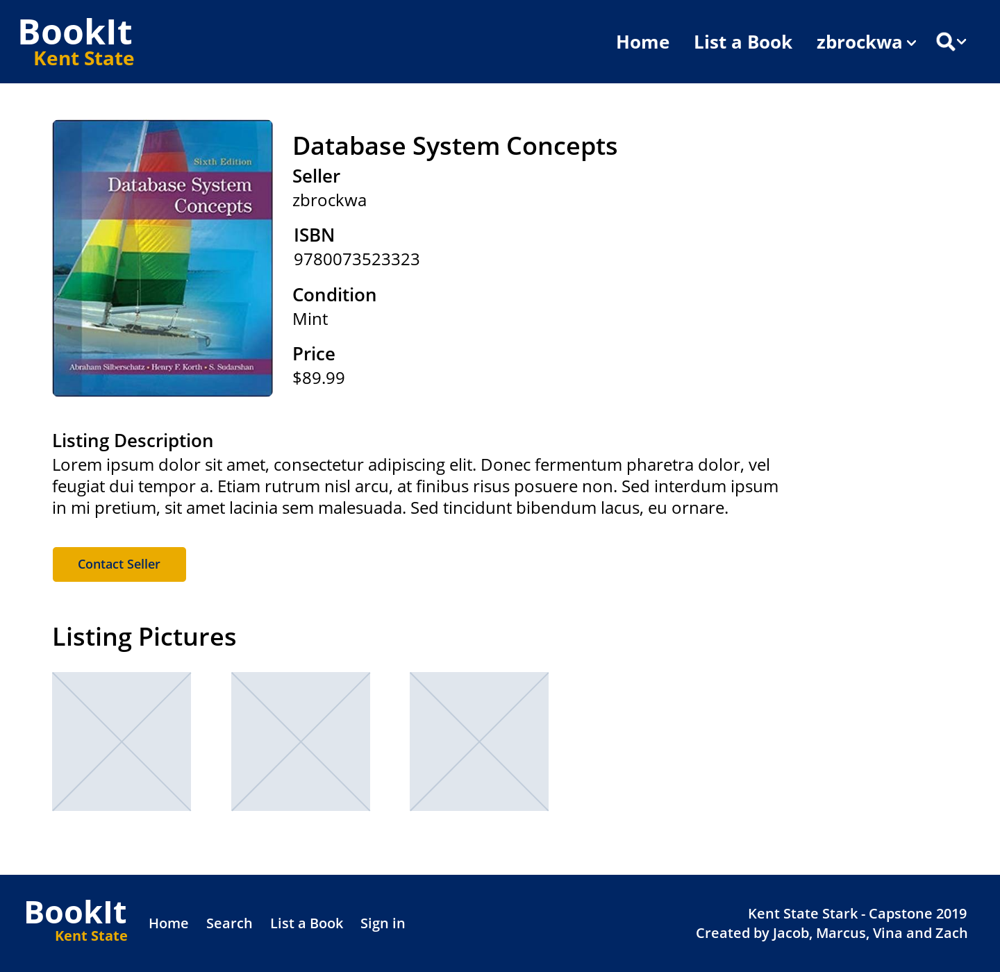 BookIt
Kent State
Home List a Book zbrockwa
Sixth Edition
Database System
Concepts
Abraham Silberschatz • Henry F. Korth • S. Sudarshan
Database System Concepts
Seller
zbrockwa
ISBN
9780073523323
Condition
Mint
Price
$89.99
Listing Description
Lorem ipsum dolor sit amet, consectetur adipiscing elit. Donec fermentum pharetra dolor, vel
feugiat dui tempor a. Etiam rutrum nisl arcu, at finibus risus posuere non. Sed interdum ipsum
in mi pretium, sit amet lacinia sem malesuada. Sed tincidunt bibendum lacus, eu ornare.
Contact Seller
Listing Pictures
BookIt
Kent State
Home Search List a Book Sign in
Kent State Stark - Capstone 2019
Created by Jacob, Marcus, Vina and Zach